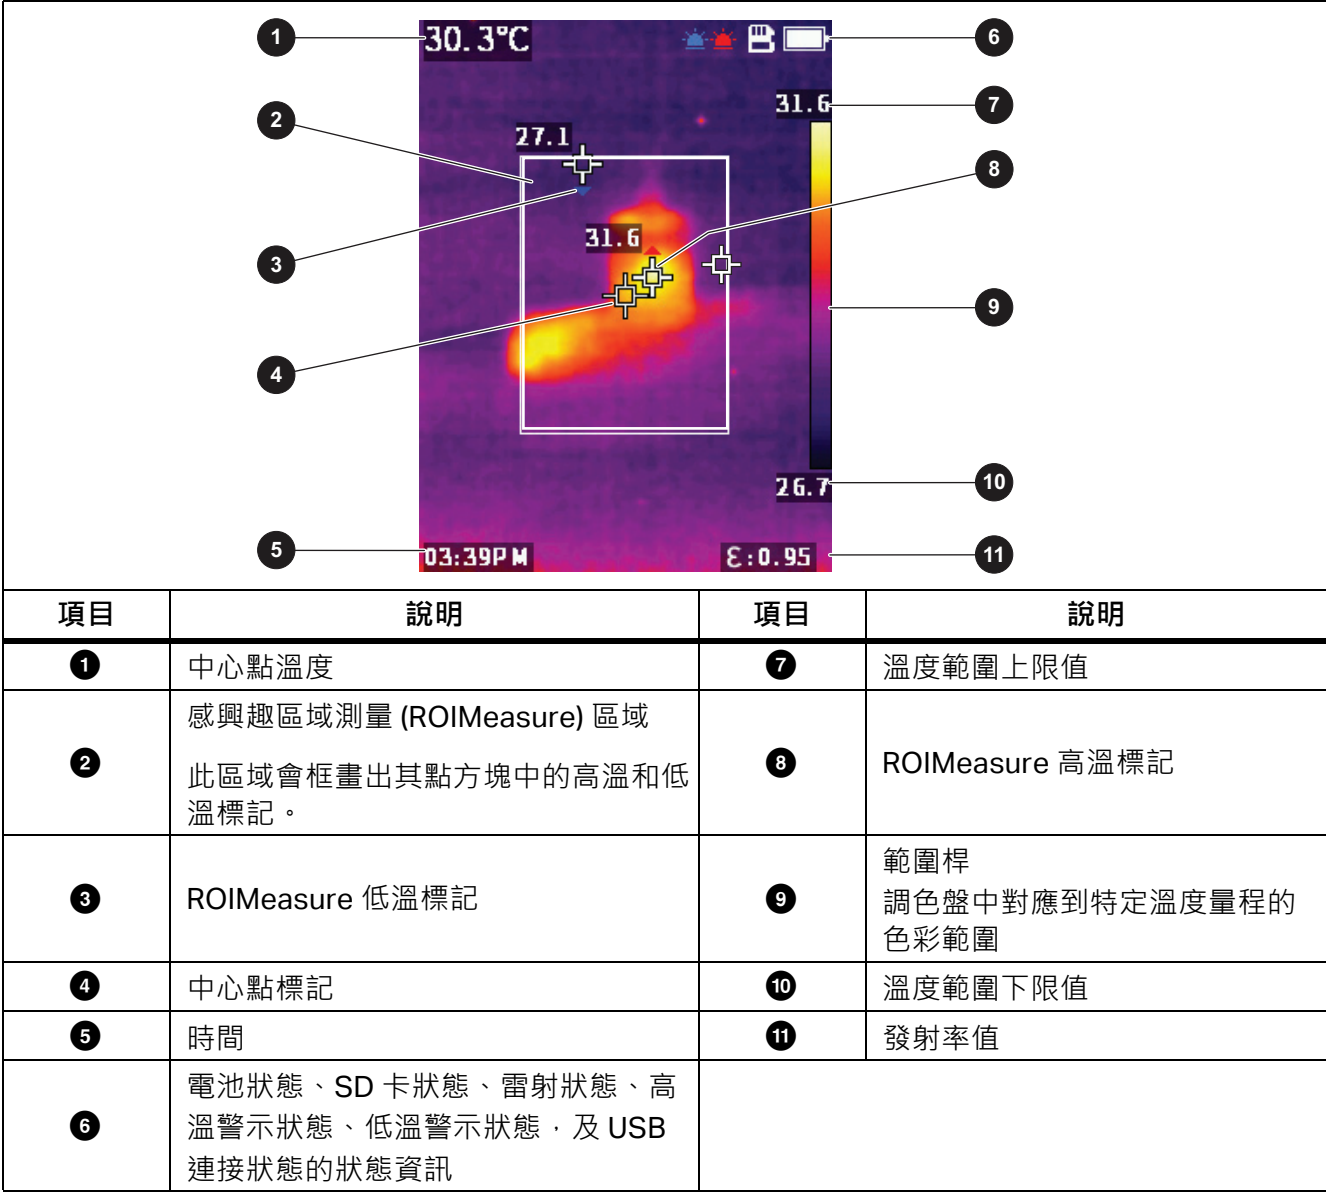 1
30.3°C
6
31.6
7
2
27.1
8
31.6
3
9
4
26.7
10
5
03:39PM
ε:0.95
11
項目 說明 項目 說明
1 中心點溫度 7 溫度範圍上限值
2 感興趣區域測量 (ROIMeasure) 區域
此區域會框畫出其點方塊中的高溫和低
溫標記。
8 ROIMeasure 高溫標記
3 ROIMeasure 低溫標記
9 範圍桿
調色盤中對應到特定溫度量程的
色彩範圍
4 中心點標記 10 溫度範圍下限值
5 時間 11 發射率值
6 電池狀態、SD 卡狀態、雷射狀態、高
溫警示狀態、低溫警示狀態，及 USB
連接狀態的狀態資訊